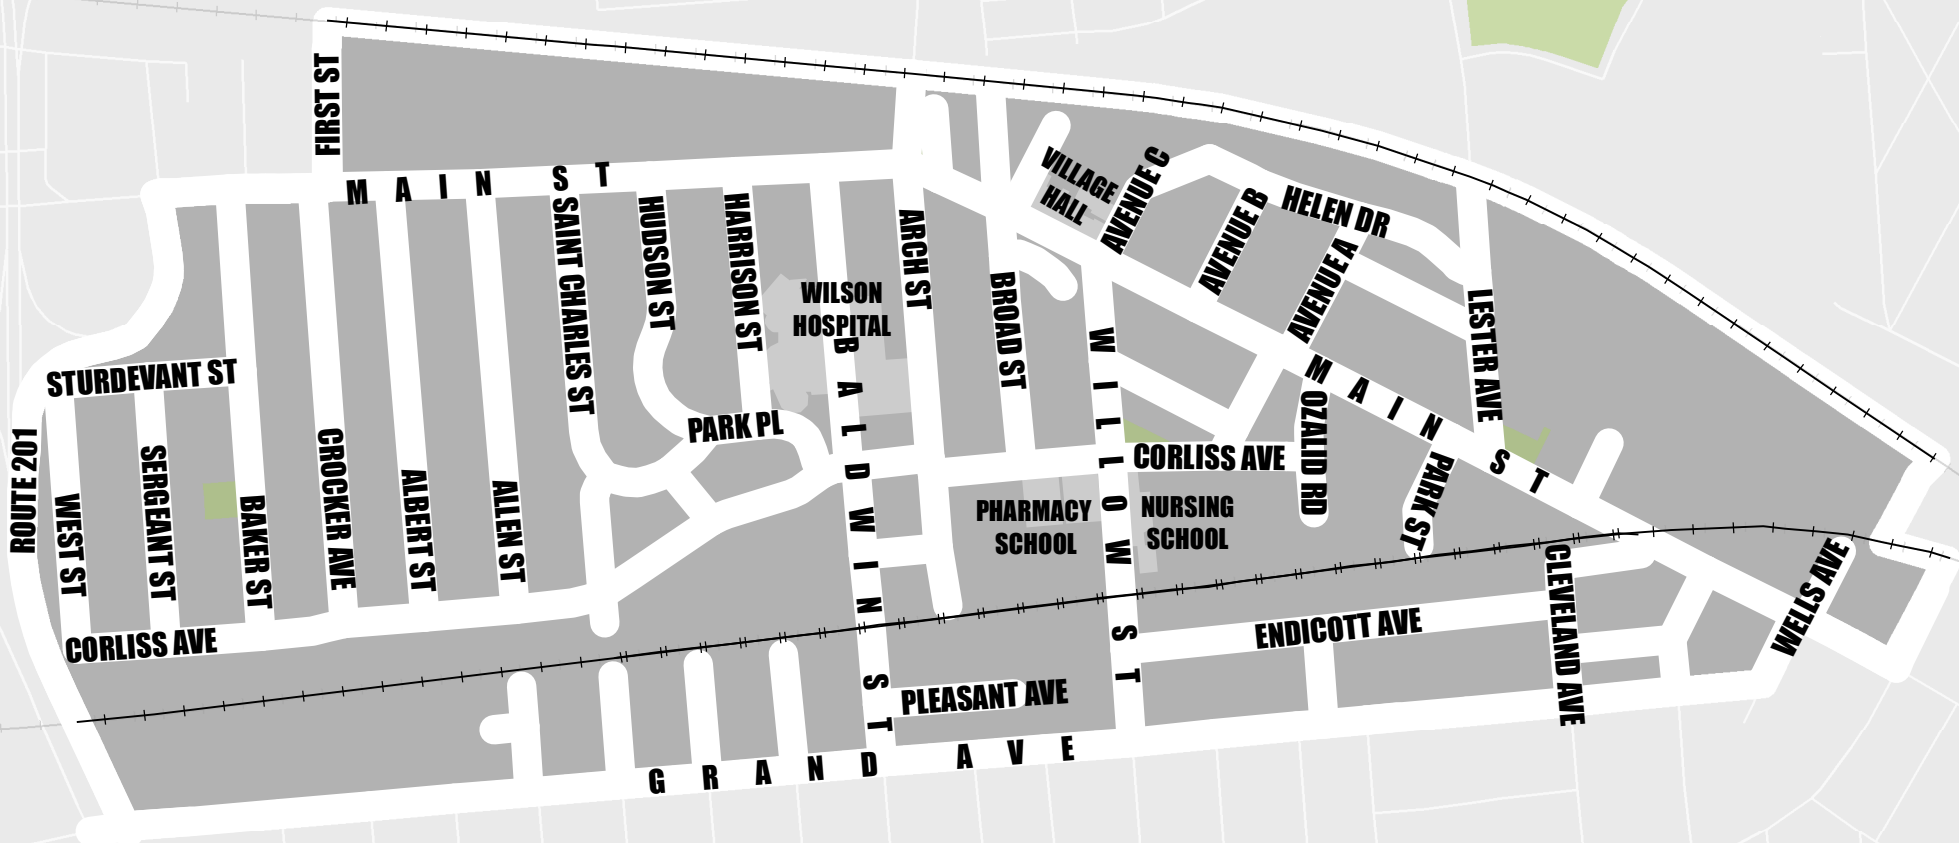 FIRST ST
MAIN ST
VILLAGE
HALL
AVENUE C
AVENUE B
HELEN DR
AVENUE A
LESTER AVE
SAINT CHARLES ST
HUDSON ST
HARRISON ST
WILSON
HOSPITAL
ARCH ST
BROAD ST
BALDWIN ST
WILLOW ST
STURDEVANT ST
PARK PL
MAIN ST
OZALID RD
CORLISS AVE
PARK ST
ROUTE 201
WEST ST
SERGEANT ST
BAKER ST
CROCKER AVE
ALBERT ST
ALLEN ST
PHARMACY
SCHOOL
NURSING
SCHOOL
CLEVELAND AVE
WELLS AVE
CORLISS AVE
ENDICOTT AVE
PLEASANT AVE
GRAND AVE